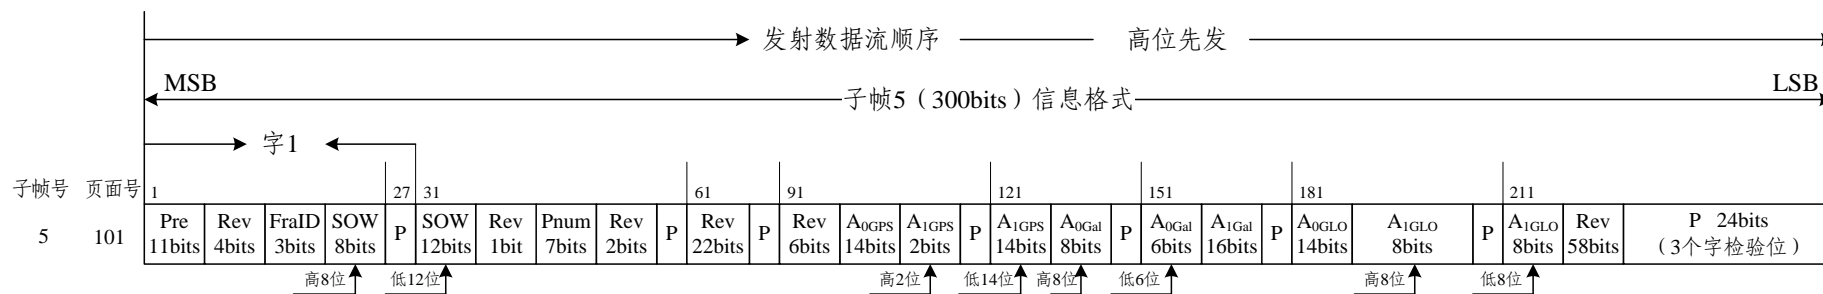 发射数据流顺序 高位先发
MSB LSB
子帧5（300bits）信息格式
字1
子帧号 页面号 1 27 31 61 91 121 151 181 211
5 101
Pre 11bits
Rev 4bits
FraID 3bits
SOW 8bits
P
SOW 12bits
Rev 1bit
Pnum 7bits
Rev 2bits
P
Rev 22bits
P
Rev 6bits
A0GPS 14bits
A1GPS 2bits
P
A1GPS 14bits
A0Gal 8bits
P
A0Gal 6bits
A1Gal 16bits
P
A0GLO 14bits
A1GLO 8bits
P
A1GLO 8bits
Rev 58bits
P 24bits
（3个字检验位）
高8位 低12位 高2位 低14位 高8位 低6位 高8位 低8位